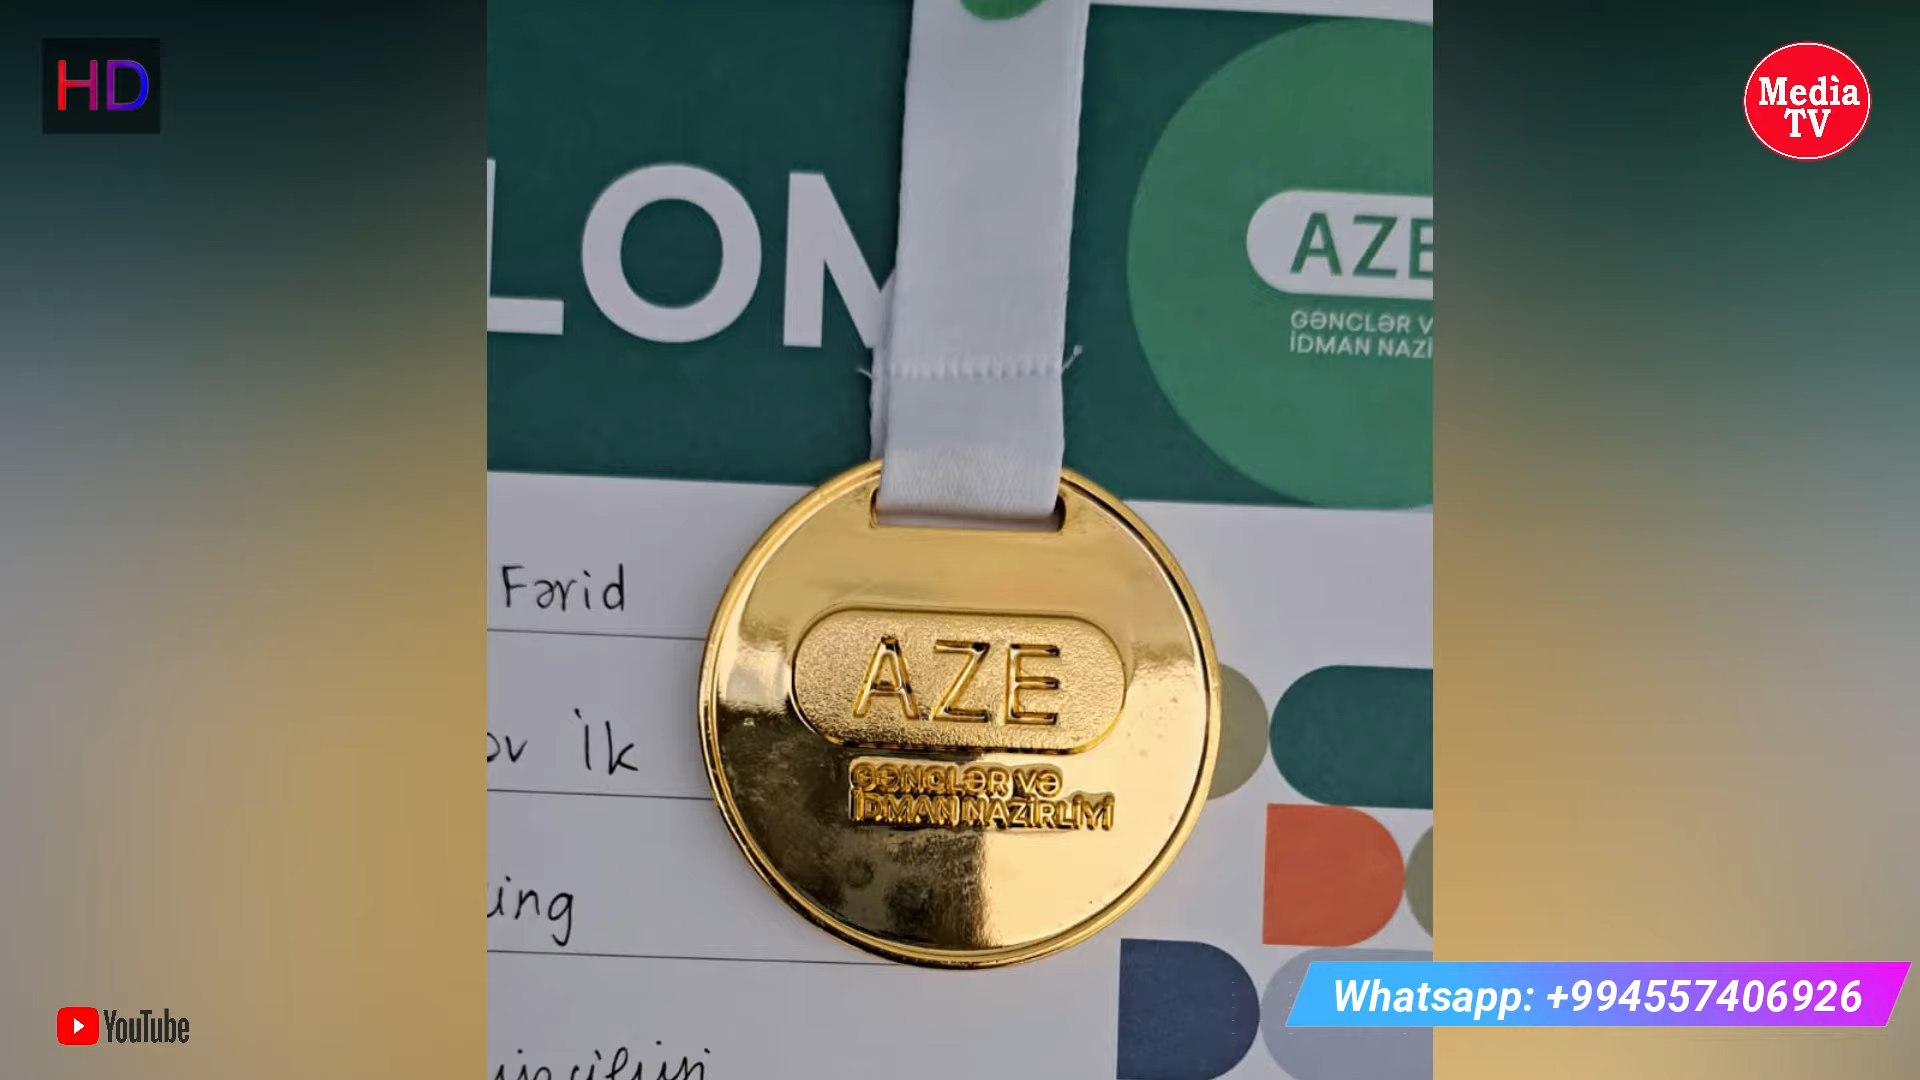 HD
Media
TV
LOM
AZE
GƏNCLƏR V
İDMAN NAZİ
Fərid
AZE
GƏNCLƏR VƏ
İDMAN NAZİRLİYİ
ov İk
ing
Whatsapp: +994557406926
YouTube